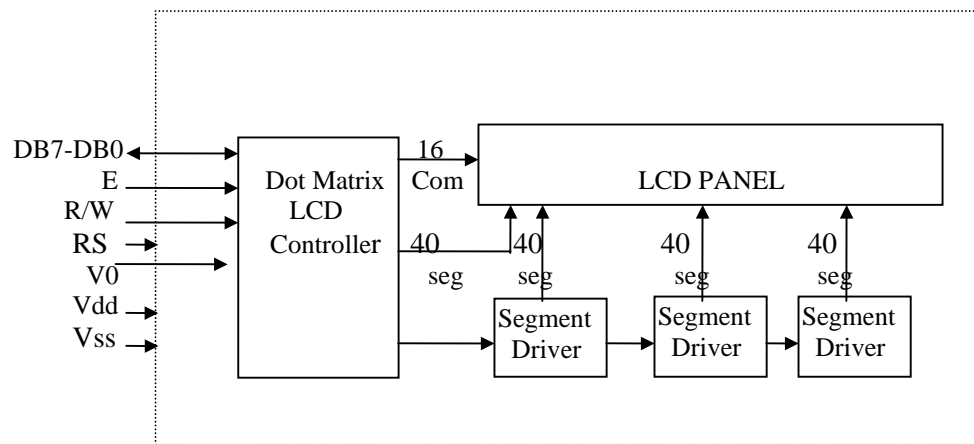 DB7-DB0
E
R/W
RS
V0
Vdd
Vss
Dot Matrix
LCD
Controller
16
Com
LCD PANEL
40
seg
40
seg
40
seg
40
seg
Segment
Driver
Segment
Driver
Segment
Driver